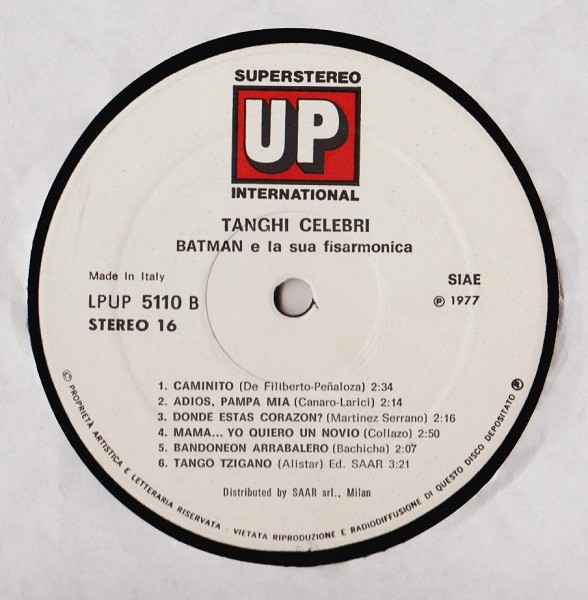 SUPERSTEREO
UP
INTERNATIONAL
TANGHI CELEBRI
BATMAN e la sua fisarmonica
Made In Italy
SIAE
LPUP 5110 B
℗ 1977
STEREO 16
1. CAMINITO (De Filiberto-Peñaloza) 2:34
2. ADIOS, PAMPA MIA (Canaro-Larici) 2:14
3. DONDE ESTAS CORAZON? (Martinez Serrano) 2:16
4. MAMA... YO QUIERO UN NOVIO (Collazo) 2:50
5. BANDONEON ARRABALERO (Bachicha) 2:07
6. TANGO TZIGANO (Alistar) Ed. SAAR 3:21
Distributed by SAAR srl., Milan
© PROPRIETÀ ARTISTICA E LETTERARIA RISERVATA - VIETATA RIPRODUZIONE E RADIODIFFUSIONE DI QUESTO DISCO DEPOSITATO ℗